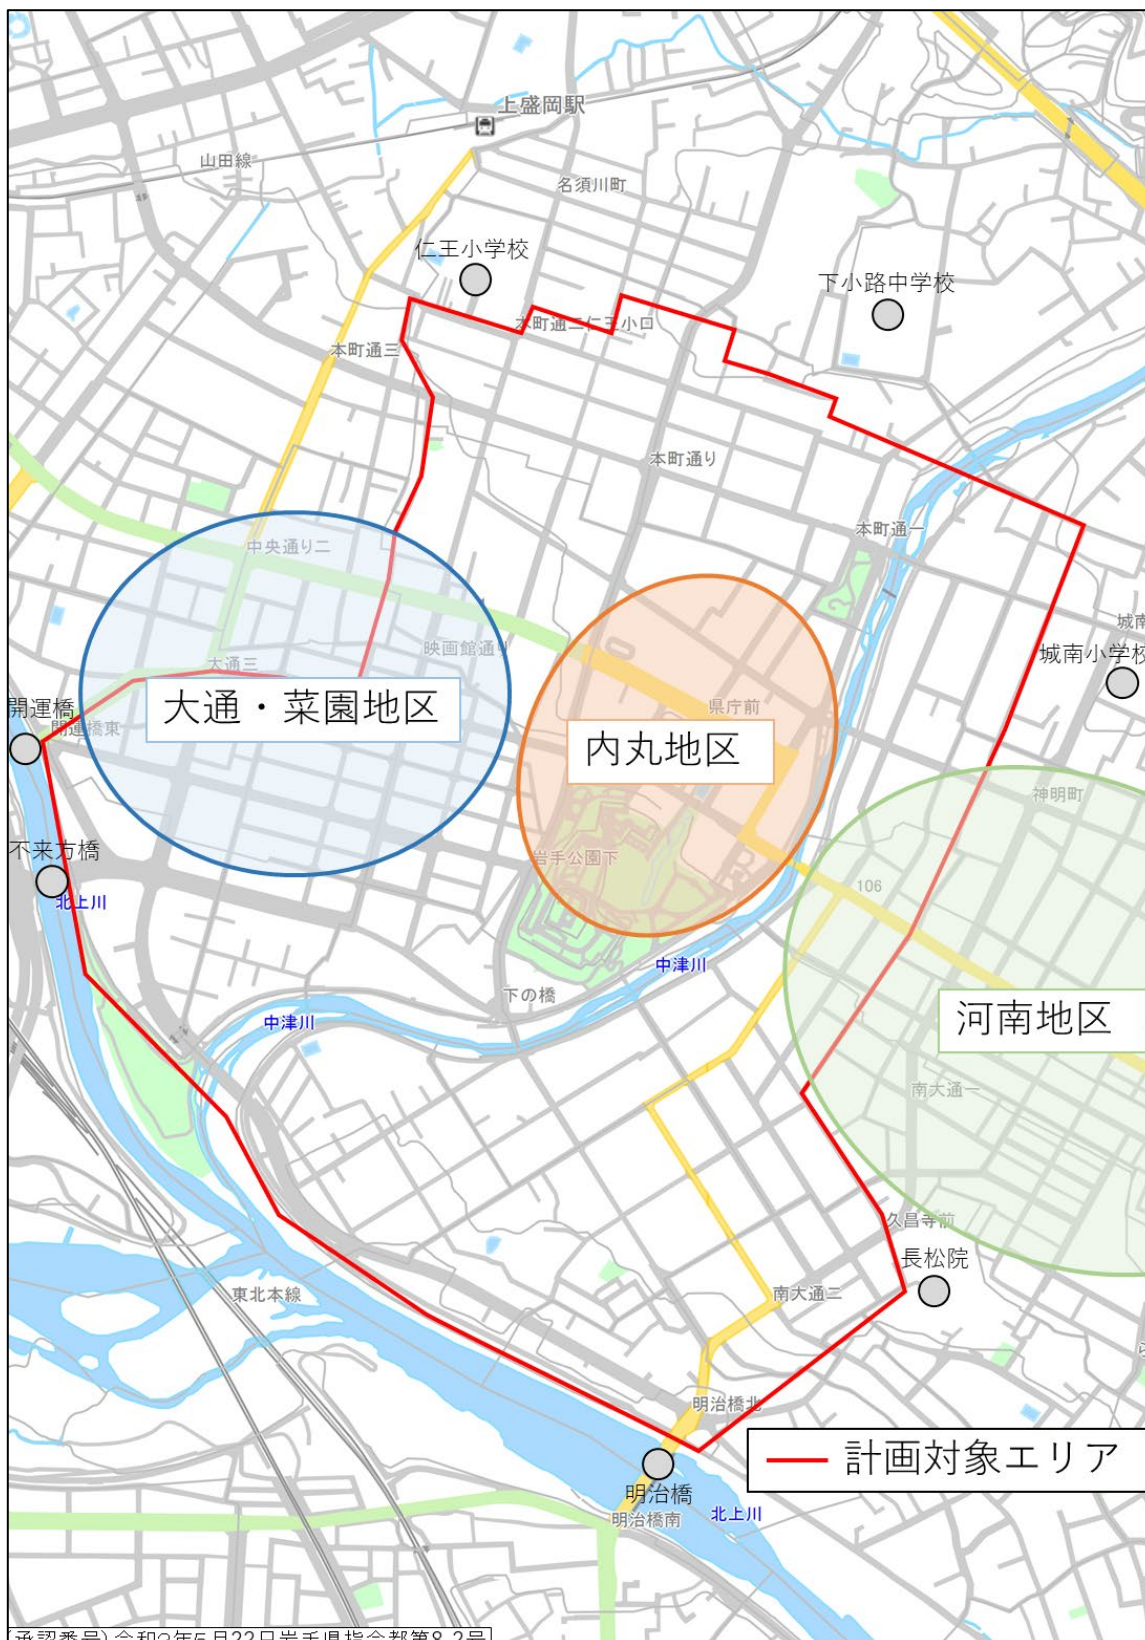 上盛岡駅
山田線
名須川町
仁王小学校
下小路中学校
本町通二仁王小口
本町通三
本町通り
本町通一
中央通り二
城南
映画館通り
城南小学校
大通三
大通・菜園地区
開運橋
開運橋東
県庁前
内丸地区
神明町
不来方橋
岩手公園下
106
北上川
中津川
下の橋
河南地区
中津川
南大通一
久昌寺前
長松院
東北本線
南大通二
明治橋北
計画対象エリア
明治橋
北上川
明治橋南